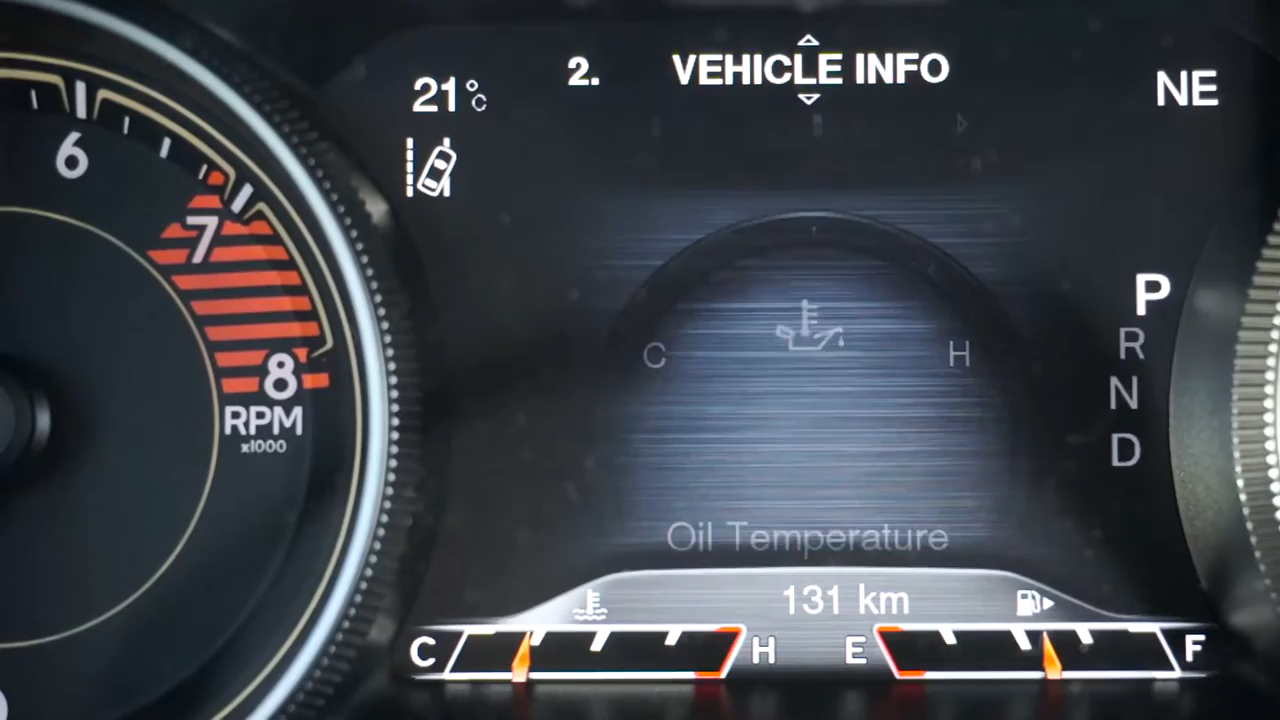 2. VEHICLE INFO
21°C
NE
6
7
8
RPM
x1000
P
R
N
D
C H
Oil Temperature
131 km
C H E F